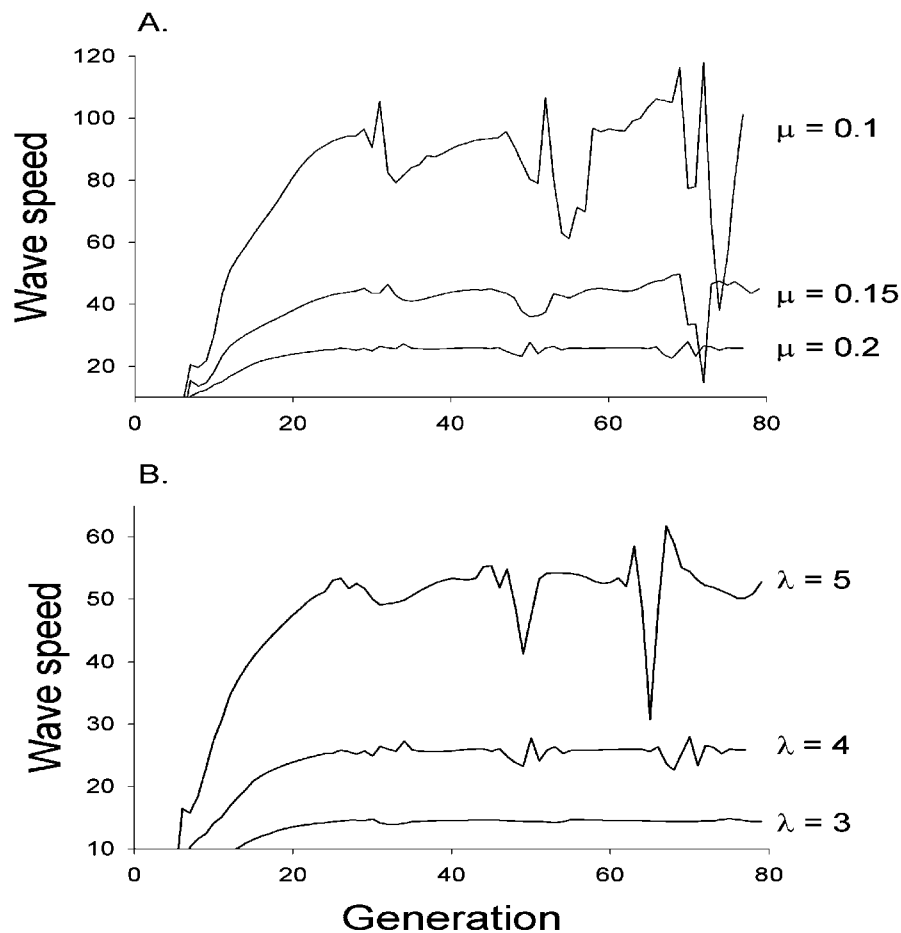 A.
Wave speed
120
100
80
60
40
20
μ = 0.1
μ = 0.15
μ = 0.2
0
20
40
60
80
B.
Wave speed
60
50
40
30
20
10
λ = 5
λ = 4
λ = 3
0
20
40
60
80
Generation